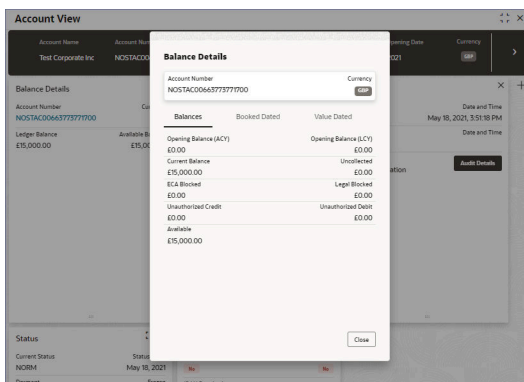 Account View
Account Name
Account Num
Opening Date
Currency
Test Corporate Inc
NOSTAC00
2021
GBP
Balance Details
Account Number
Cur
NOSTAC00663773771700
Ledger Balance
Available Ba
£15,000.00
£15,00
Balance Details
Account Number
Currency
NOSTAC00663773771700
GBP
Balances
Booked Dated
Value Dated
Opening Balance (ACY)
Opening Balance (LCY)
£0.00
£0.00
Current Balance
Uncollected
£15,000.00
£0.00
ECA Blocked
Legal Blocked
£0.00
£0.00
Unauthorized Credit
Unauthorized Debit
£0.00
£0.00
Available
£15,000.00
Close
Date and Time
May 18, 2021, 3:51:18 PM
Date and Time
ation
Audit Details
Status
Current Status
Status
NORM
May 18, 2021
No
No